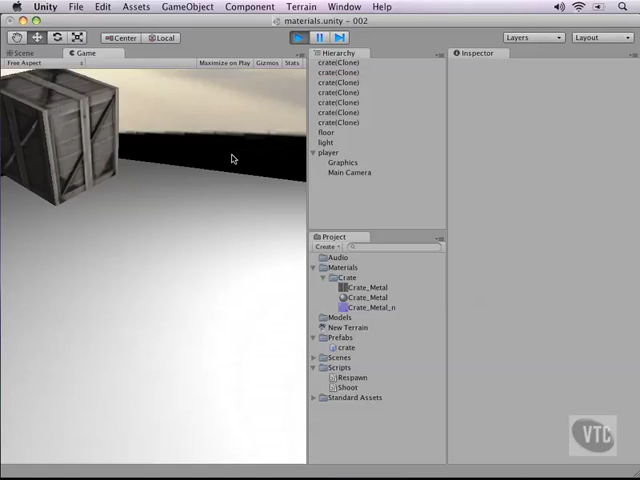 Unity File Edit Assets GameObject Component Terrain Window Help
materials.unity - 002
Center Local Layers Layout
Scene Game Hierarchy Inspector
Free Aspect Maximize on Play Gizmos Stats
crate(Clone)
crate(Clone)
crate(Clone)
crate(Clone)
crate(Clone)
crate(Clone)
crate(Clone)
floor
light
player
Graphics
Main Camera
Project
Create
Audio
Materials
Crate
Crate_Metal
Crate_Metal
Crate_Metal_n
Models
New Terrain
Prefabs
crate
Scenes
Scripts
Respawn
Shoot
Standard Assets
VTC